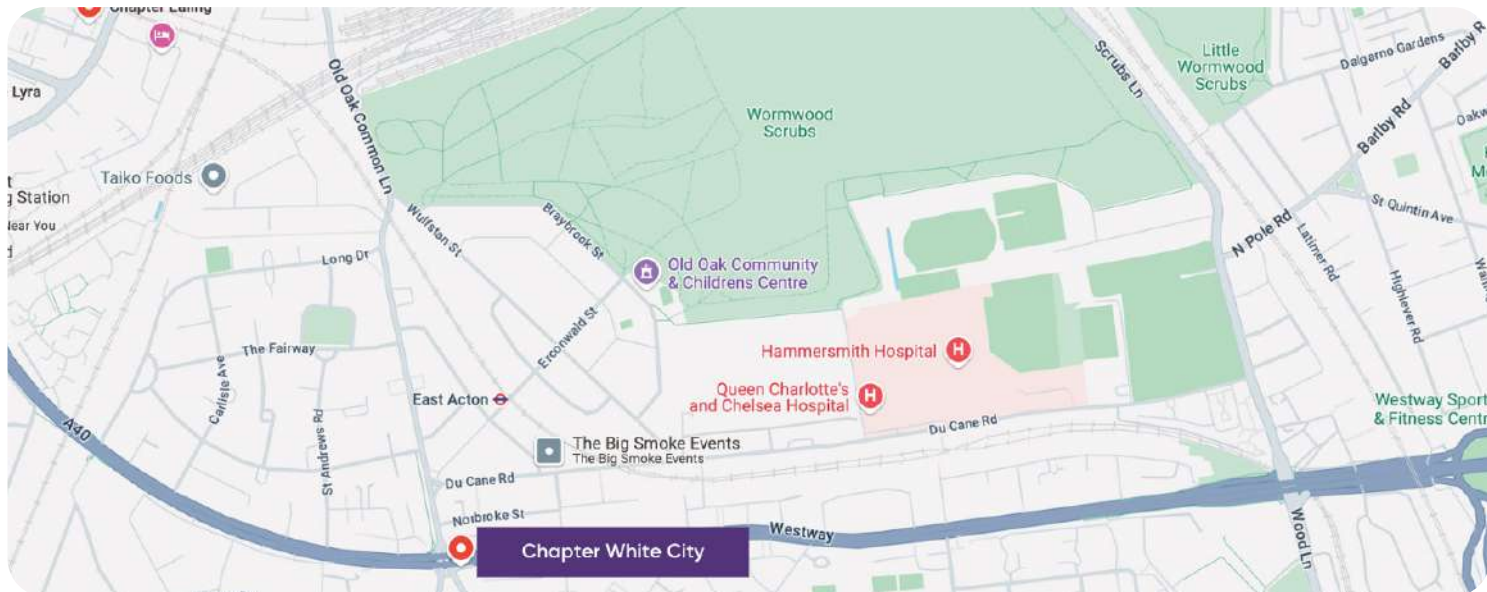 Chapter Ealing
Lyra
Old Oak Common Ln
Scrubs Ln
Little
Wormwood
Scrubs
Dalgarno Gardens
Barlby R
Barlby Rd
Oakw
Wormwood
Scrubs
Taiko Foods
g Station
Near You
Wulfstan St
Braybrook St
Long Dr
Old Oak Community
& Childrens Centre
N Pole Rd
St Quintin Ave
Latimer Rd
Highlever Rd
The Fairway
Erconwald St
Carlisle Ave
St Andrews Rd
East Acton
Hammersmith Hospital
H
Queen Charlotte's
and Chelsea Hospital
H
Westway Sport
& Fitness Centr
A40
The Big Smoke Events
The Big Smoke Events
Du Cane Rd
Du Cane Rd
Norbroke St
Westway
Wood Ln
Chapter White City